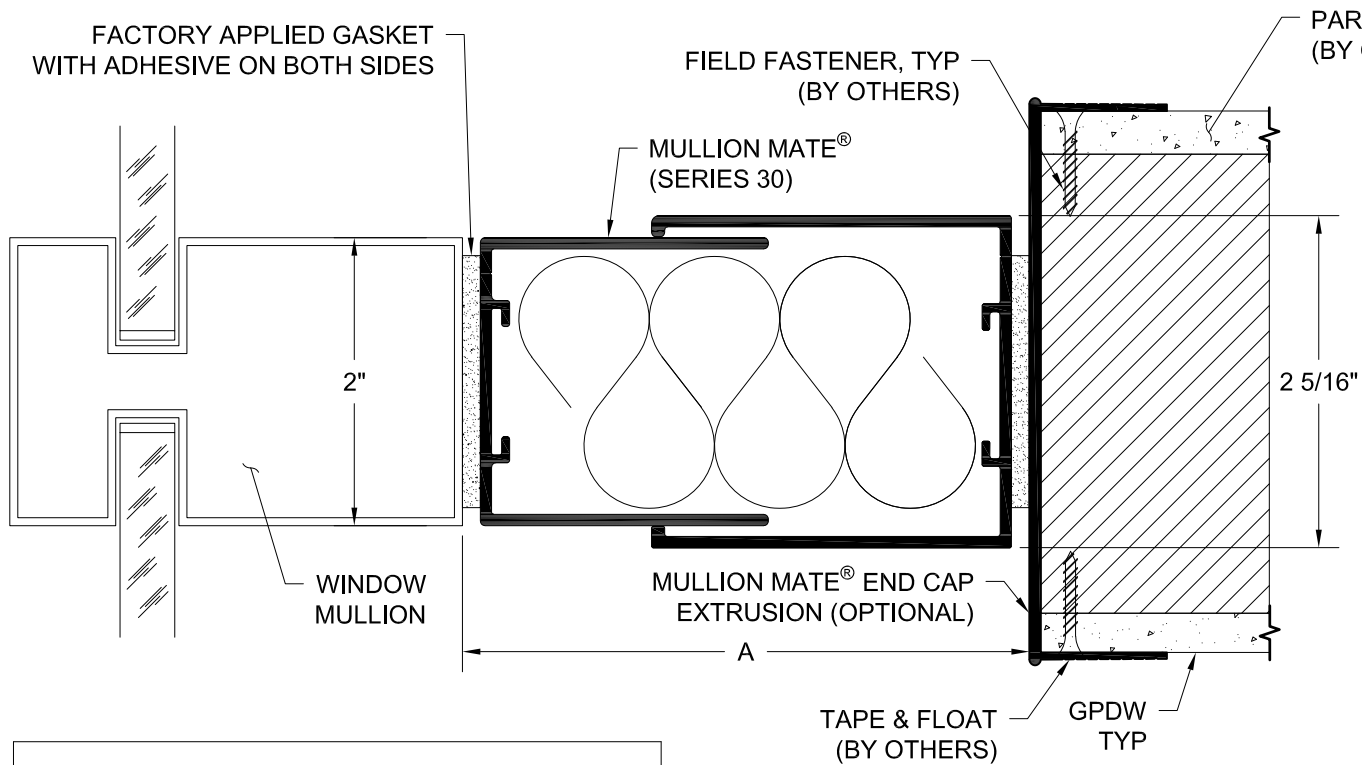 FACTORY APPLIED GASKET
WITH ADHESIVE ON BOTH SIDES
FIELD FASTENER, TYP
(BY OTHERS)
MULLION MATE®
(SERIES 30)
2"
2 5/16"
WINDOW
MULLION
MULLION MATE® END CAP
EXTRUSION (OPTIONAL)
A
TAPE & FLOAT
(BY OTHERS)
GPDW
TYP